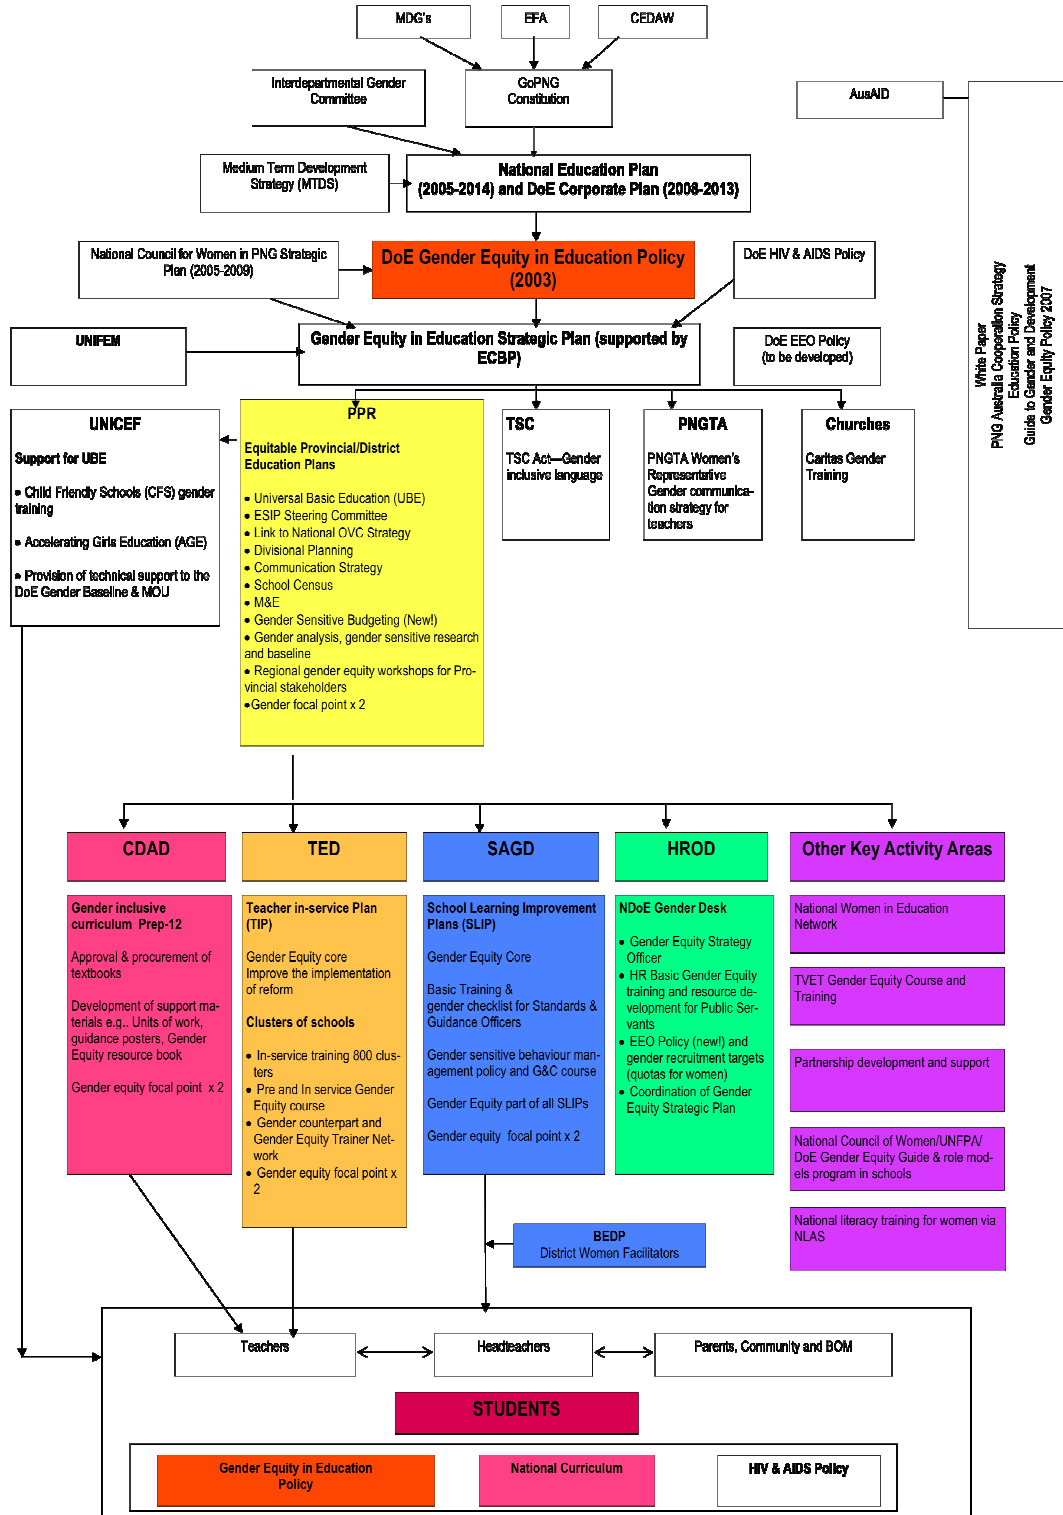 MDG's
EFA
CEDAW
Interdepartmental Gender
Committee
GoPNG
Constitution
AusAID
Medium Term Development
Strategy (MTDS)
National Education Plan
(2005-2014) and DoE Corporate Plan (2008-2013)
National Council for Women in PNG Strategic
Plan (2005-2009)
DoE Gender Equity in Education Policy
(2003)
DoE HIV & AIDS Policy
White Paper
PNG Australia Cooperation Strategy
Education Policy
Guide to Gender and Development
Gender Equity Policy 2007
UNIFEM
Gender Equity in Education Strategic Plan (supported by
ECBP)
DoE EEO Policy
(to be developed)
UNICEF
Support for UBE
• Child Friendly Schools (CFS) gender
training
• Accelerating Girls Education (AGE)
• Provision of technical support to the
DoE Gender Baseline & MOU
PPR
Equitable Provincial/District
Education Plans
• Universal Basic Education (UBE)
• ESIP Steering Committee
• Link to National OVC Strategy
• Divisional Planning
• Communication Strategy
• School Census
• M&E
• Gender Sensitive Budgeting (New!)
• Gender analysis, gender sensitive research
and baseline
• Regional gender equity workshops for Pro-
vincial stakeholders
•Gender focal point x 2
TSC
TSC Act—Gender
inclusive language
PNGTA
PNGTA Women's
Representative
Gender communica-
tion strategy for
teachers
Churches
Caritas Gender
Training
CDAD
TED
SAGD
HROD
Other Key Activity Areas
Gender inclusive
curriculum Prep-12
Approval & procurement of
textbooks
Development of support ma-
terials e.g.. Units of work,
guidance posters, Gender
Equity resource book
Gender equity focal point x 2
Teacher in-service Plan
(TIP)
Gender Equity core
Improve the implementation
of reform
Clusters of schools
• In-service training 800 clus-
ters
• Pre and In service Gender
Equity course
• Gender counterpart and
Gender Equity Trainer Net-
work
• Gender equity focal point x
2
School Learning Improvement
Plans (SLIP)
Gender Equity Core
Basic Training &
gender checklist for Standards &
Guidance Officers
Gender sensitive behaviour man-
agement policy and G&C course
Gender Equity part of all SLIPs
Gender equity focal point x 2
NDoE Gender Desk
• Gender Equity Strategy
Officer
• HR Basic Gender Equity
training and resource de-
velopment for Public Ser-
vants
• EEO Policy (new!) and
gender recruitment targets
(quotas for women)
• Coordination of Gender
Equity Strategic Plan
National Women in Education
Network
TVET Gender Equity Course and
Training
Partnership development and support
National Council of Women/UNFPA/
DoE Gender Equity Guide & role mod-
els program in schools
National literacy training for women via
NLAS
BEDP
District Women Facilitators
Teachers
Headteachers
Parents, Community and BOM
STUDENTS
Gender Equity in Education
Policy
National Curriculum
HIV & AIDS Policy